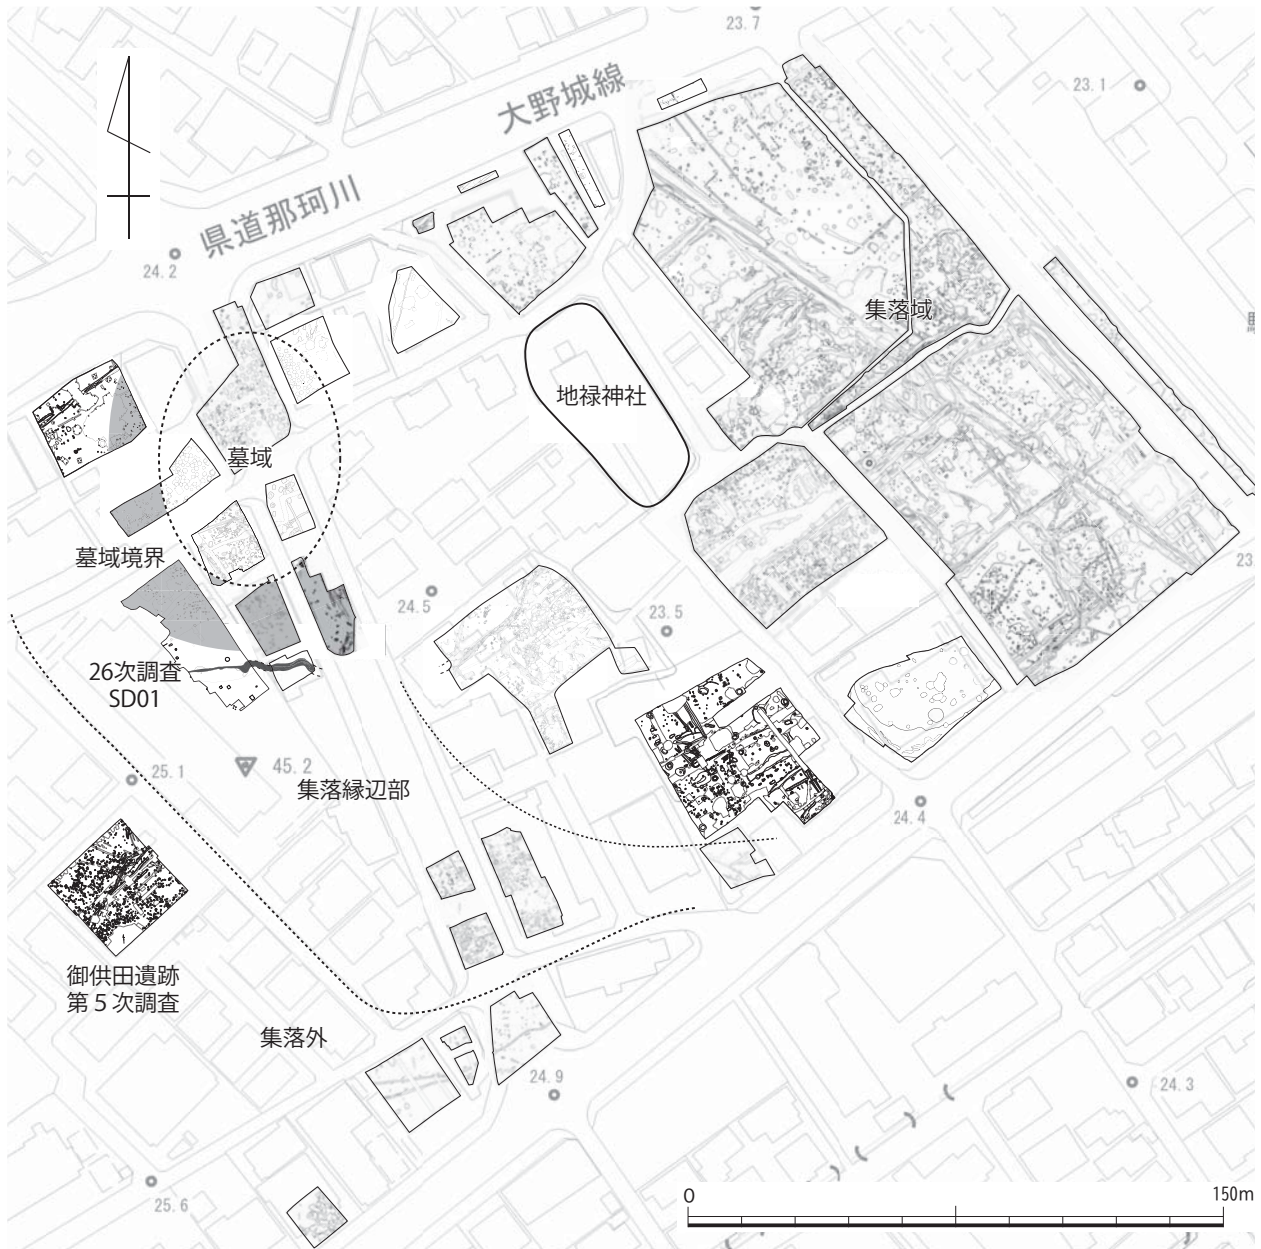 23.7
23.1
大野城線
県道那珂川
24.2
集落域
地禄神社
墓域
墓域境界
24.5
23.5
23.
26次調査
SD01
25.1
45.2
集落縁辺部
24.4
御供田遺跡
第5次調査
集落外
24.9
24.3
25.6
0
150m